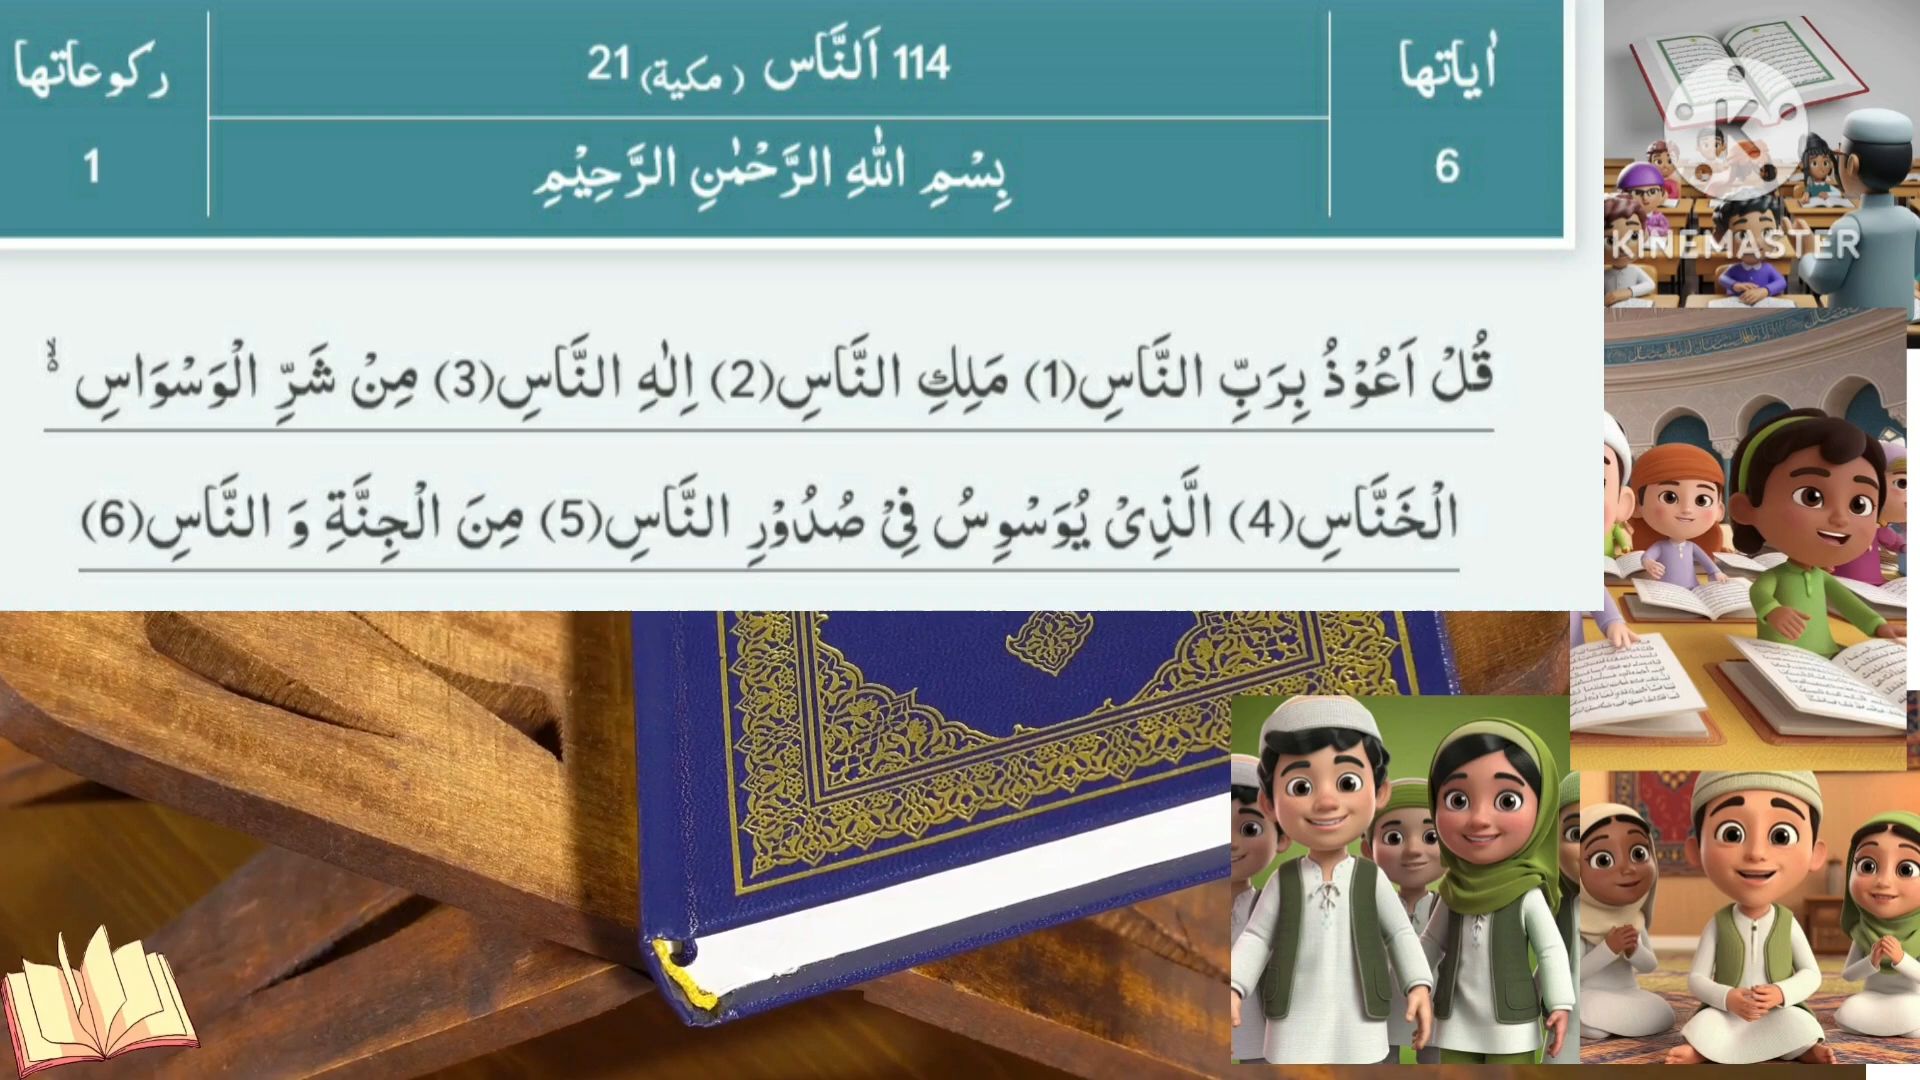 اٰیاتها 114 اَلنَّاس (مکیة) 21 رکوعاتها
6 بِسْمِ اللّٰهِ الرَّحْمٰنِ الرَّحِیْمِ 1
قُلْ اَعُوْذُ بِرَبِّ النَّاسِ(1) مَلِكِ النَّاسِ(2) اِلٰهِ النَّاسِ(3) مِنْ شَرِّ الْوَسْوَاسِ
الْخَنَّاسِ(4) الَّذِیْ یُوَسْوِسُ فِیْ صُدُوْرِ النَّاسِ(5) مِنَ الْجِنَّةِ وَ النَّاسِ(6)
K
KINEMASTER